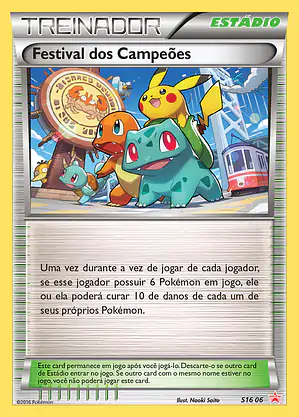 TREINADOR ESTÁDIO
Festival dos Campeões
Uma vez durante a vez de jogar de cada jogador,
se esse jogador possuir 6 Pokémon em jogo, ele
ou ela poderá curar 10 de danos de cada um de
seus próprios Pokémon.
Este card permanece em jogo após você jogá-lo. Descarte-o se outro card
de Estádio entrar no jogo. Se outro card com o mesmo nome estiver no
jogo, você não poderá jogar este card.
©2016 Pokémon Ilust. Naoki Saito S16 06